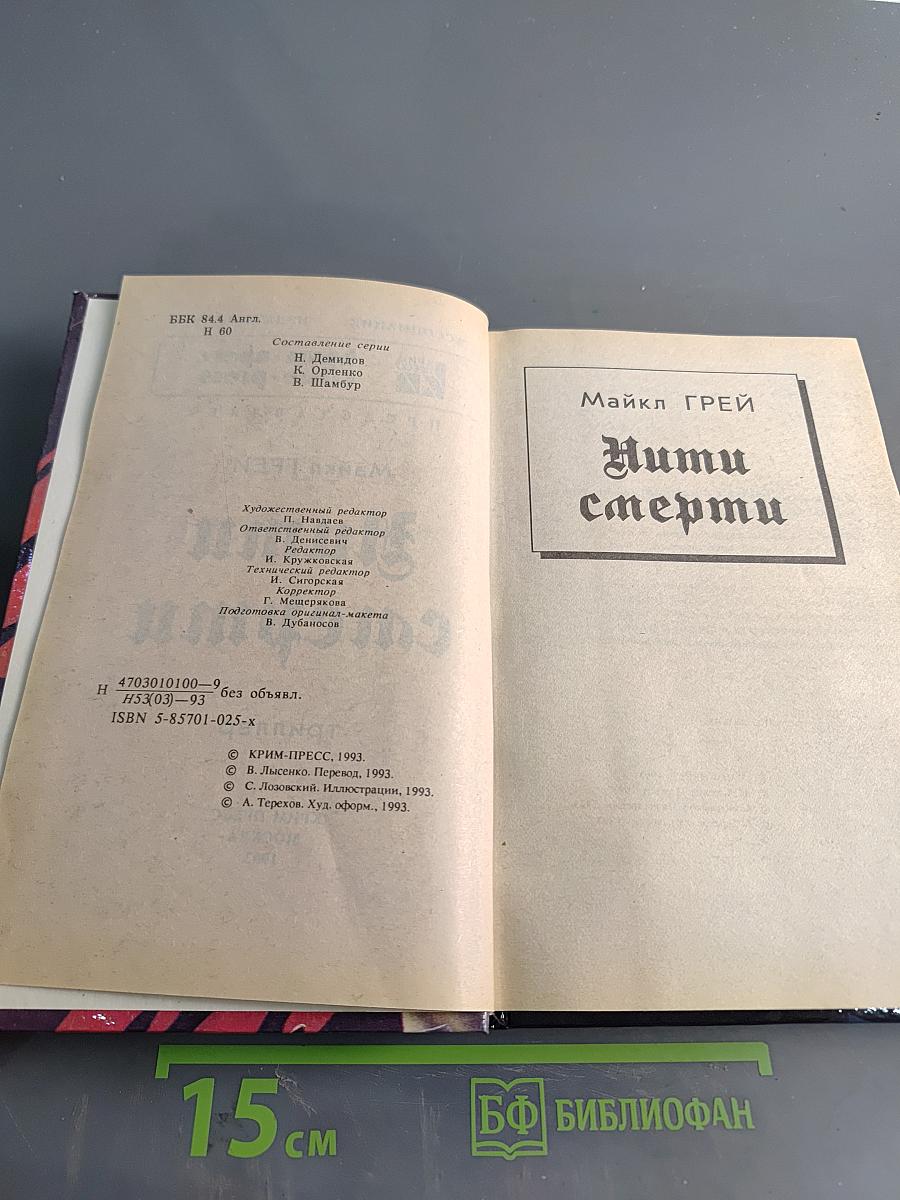 ББК 84.4 Англ.
Н 60
Составление серии
Н. Демидов
К. Орленко
В. Шамбур
Художественный редактор
П. Навдаев
Ответственный редактор
В. Денисевич
Редактор
И. Кружковская
Технический редактор
И. Сигорская
Корректор
Г. Мещерякова
Подготовка оригинал-макета
В. Дубаносов
Н 4703010100—9 без объявл.
Н53(03)—93
ISBN 5-85701-025-х
© КРИМ-ПРЕСС, 1993.
© В. Лысенко. Перевод, 1993.
© С. Лозовский. Иллюстрации, 1993.
© А. Терехов. Худ. оформ., 1993.
Майкл ГРЕЙ
Нити
смерти
15 см
БФ БИБЛИОФАН